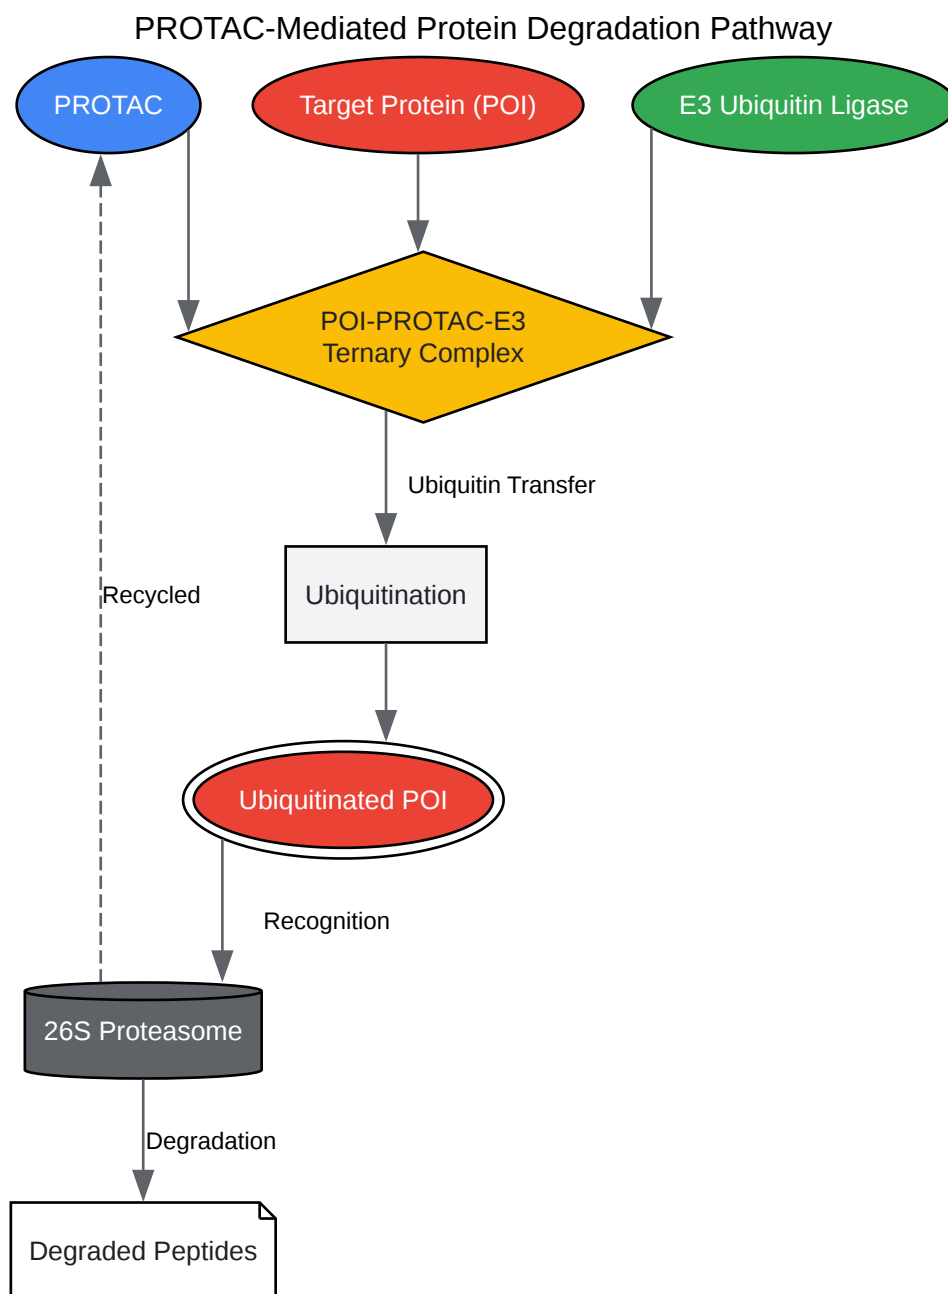 PROTAC-Mediated Protein Degradation Pathway
PROTAC
Target Protein (POI)
E3 Ubiquitin Ligase
POI-PROTAC-E3
Ternary Complex
Ubiquitin Transfer
Ubiquitination
Recycled
Ubiquitinated POI
Recognition
26S Proteasome
Degradation
Degraded Peptides